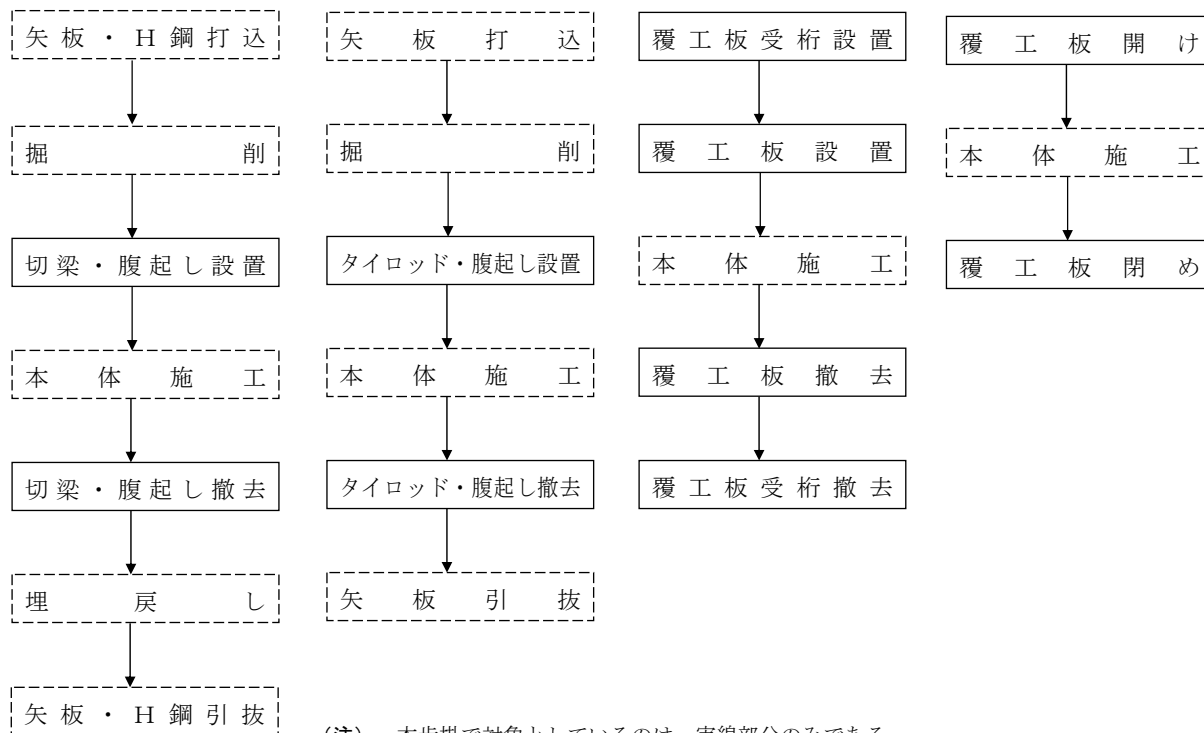 矢板・H鋼打込
掘削
切梁・腹起し設置
本体施工
切梁・腹起し撤去
埋戻し
矢板・H鋼引抜
矢板打込
掘削
タイロッド・腹起し設置
本体施工
タイロッド・腹起し撤去
矢板引抜
覆工板受桁設置
覆工板設置
本体施工
覆工板撤去
覆工板受桁撤去
覆工板開け
本体施工
覆工板閉め
(注) 本歩掛で対象としているのは、実線部分のみである